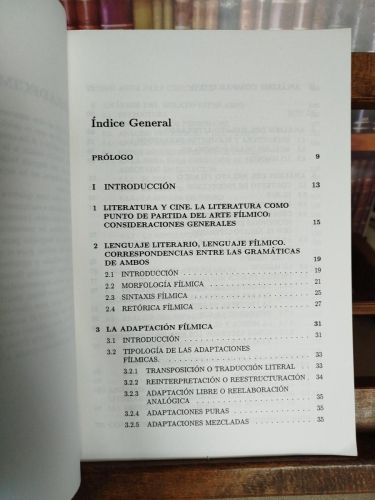 Índice General
PRÓLOGO 9
I INTRODUCCIÓN 13
1 LITERATURA Y CINE. LA LITERATURA COMO
PUNTO DE PARTIDA DEL ARTE FÍLMICO:
CONSIDERACIONES GENERALES 15
2 LENGUAJE LITERARIO, LENGUAJE FÍLMICO.
CORRESPONDENCIAS ENTRE LAS GRAMÁTICAS
DE AMBOS 19
2.1 INTRODUCCIÓN . . . . . . . . . . . . . . . . . . 19
2.2 MORFOLOGÍA FÍLMICA . . . . . . . . . . . . . 21
2.3 SINTAXIS FÍLMICA . . . . . . . . . . . . . . . . 25
2.4 RETÓRICA FÍLMICA . . . . . . . . . . . . . . . 27
3 LA ADAPTACIÓN FÍLMICA 31
3.1 INTRODUCCIÓN . . . . . . . . . . . . . . . . . . 31
3.2 TIPOLOGÍA DE LAS ADAPTACIONES
FÍLMICAS. . . . . . . . . . . . . . . . . . . . . . 33
3.2.1 TRANSPOSICIÓN O TRADUCCIÓN LITERAL . . 33
3.2.2 REINTERPRETACIÓN O REESTRUCTURACIÓN . 34
3.2.3 ADAPTACIÓN LIBRE O REELABORACIÓN
ANALÓGICA . . . . . . . . . . . . . . . . . 35
3.2.4 ADAPTACIONES PURAS . . . . . . . . . . . 35
3.2.5 ADAPTACIONES MEZCLADAS . . . . . . . . 35